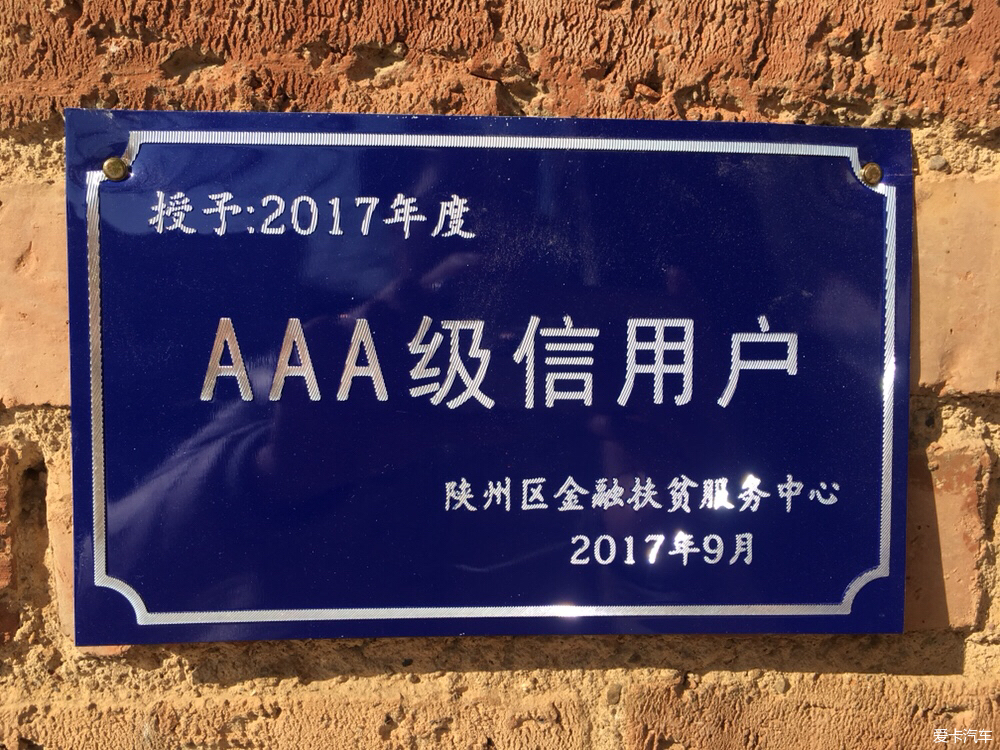 授予:2017年度
AAA级信用户
陕州区金融扶贫服务中心
2017年9月
爱卡汽车